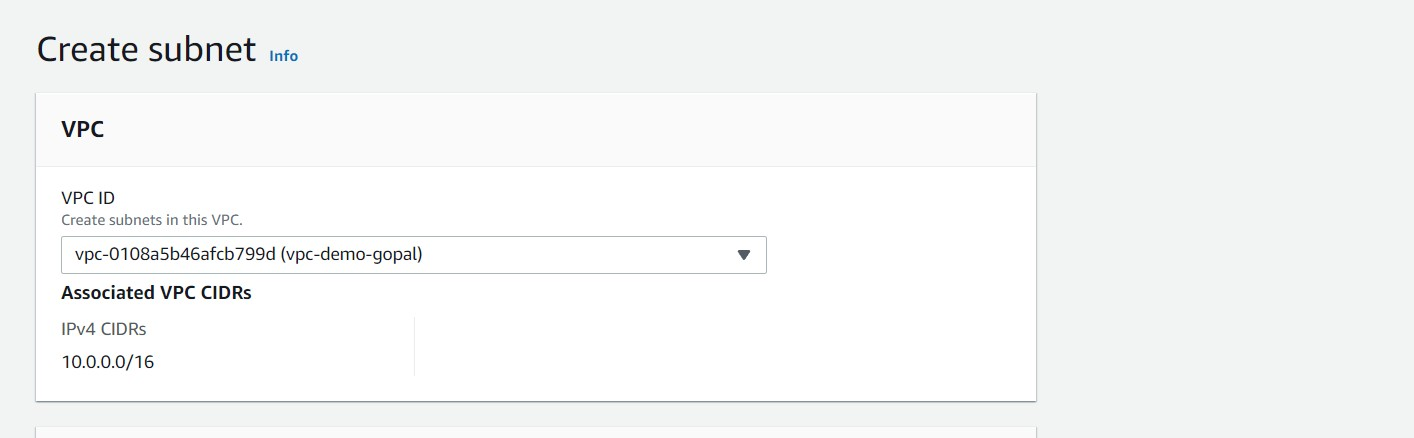 Create subnet Info
VPC
VPC ID
Create subnets in this VPC.
vpc-0108a5b46afcb799d (vpc-demo-gopal)
Associated VPC CIDRs
IPv4 CIDRs
10.0.0.0/16